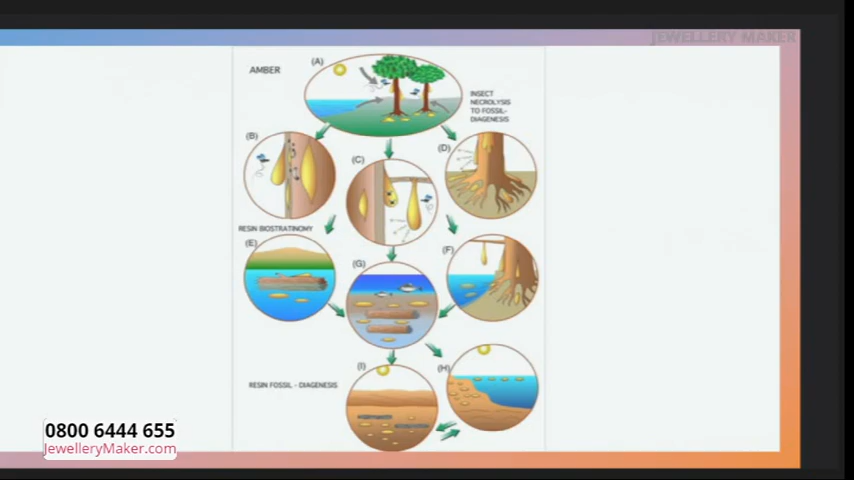 JEWELLERY MAKER
AMBER
(A)
INSECT
NECROLYSIS
TO FOSSIL-
DIAGENESIS
(B)
(C)
(D)
RESIN BIOSTRATINOMY
(E)
(G)
(F)
(I)
(H)
RESIN FOSSIL - DIAGENESIS
0800 6444 655
JewelleryMaker.com